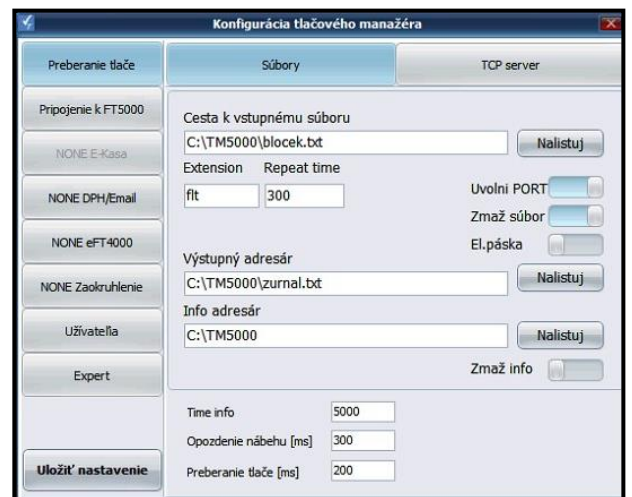 Konfigurácia tlačového manažéra
Preberanie tlače
Súbory
TCP server
Pripojenie k FT5000
NONE E-Kasa
NONE DPH/Email
NONE eFT4000
NONE Zaokruhlenie
Užívatelia
Expert
Uložiť nastavenie
Cesta k vstupnému súboru
C:\TM5000\blocek.txt
Nalistuj
Extension Repeat time
flt 300
Uvolni PORT
Zmaž súbor
El.páska
Výstupný adresár
C:\TM5000\zurnal.txt
Nalistuj
Info adresár
C:\TM5000
Nalistuj
Zmaž info
Time info 5000
Opozdenie nábehu [ms] 300
Preberanie tlače [ms] 200